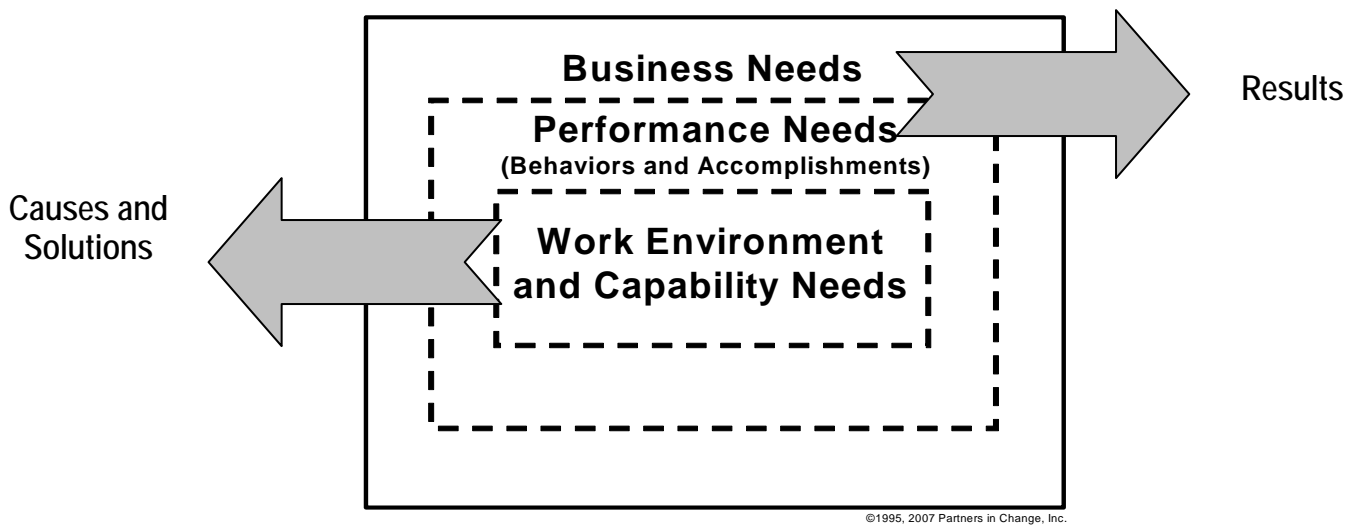 Business Needs
Results
Performance Needs
(Behaviors and Accomplishments)
Causes and
Solutions
Work Environment
and Capability Needs
©1995, 2007 Partners in Change, Inc.